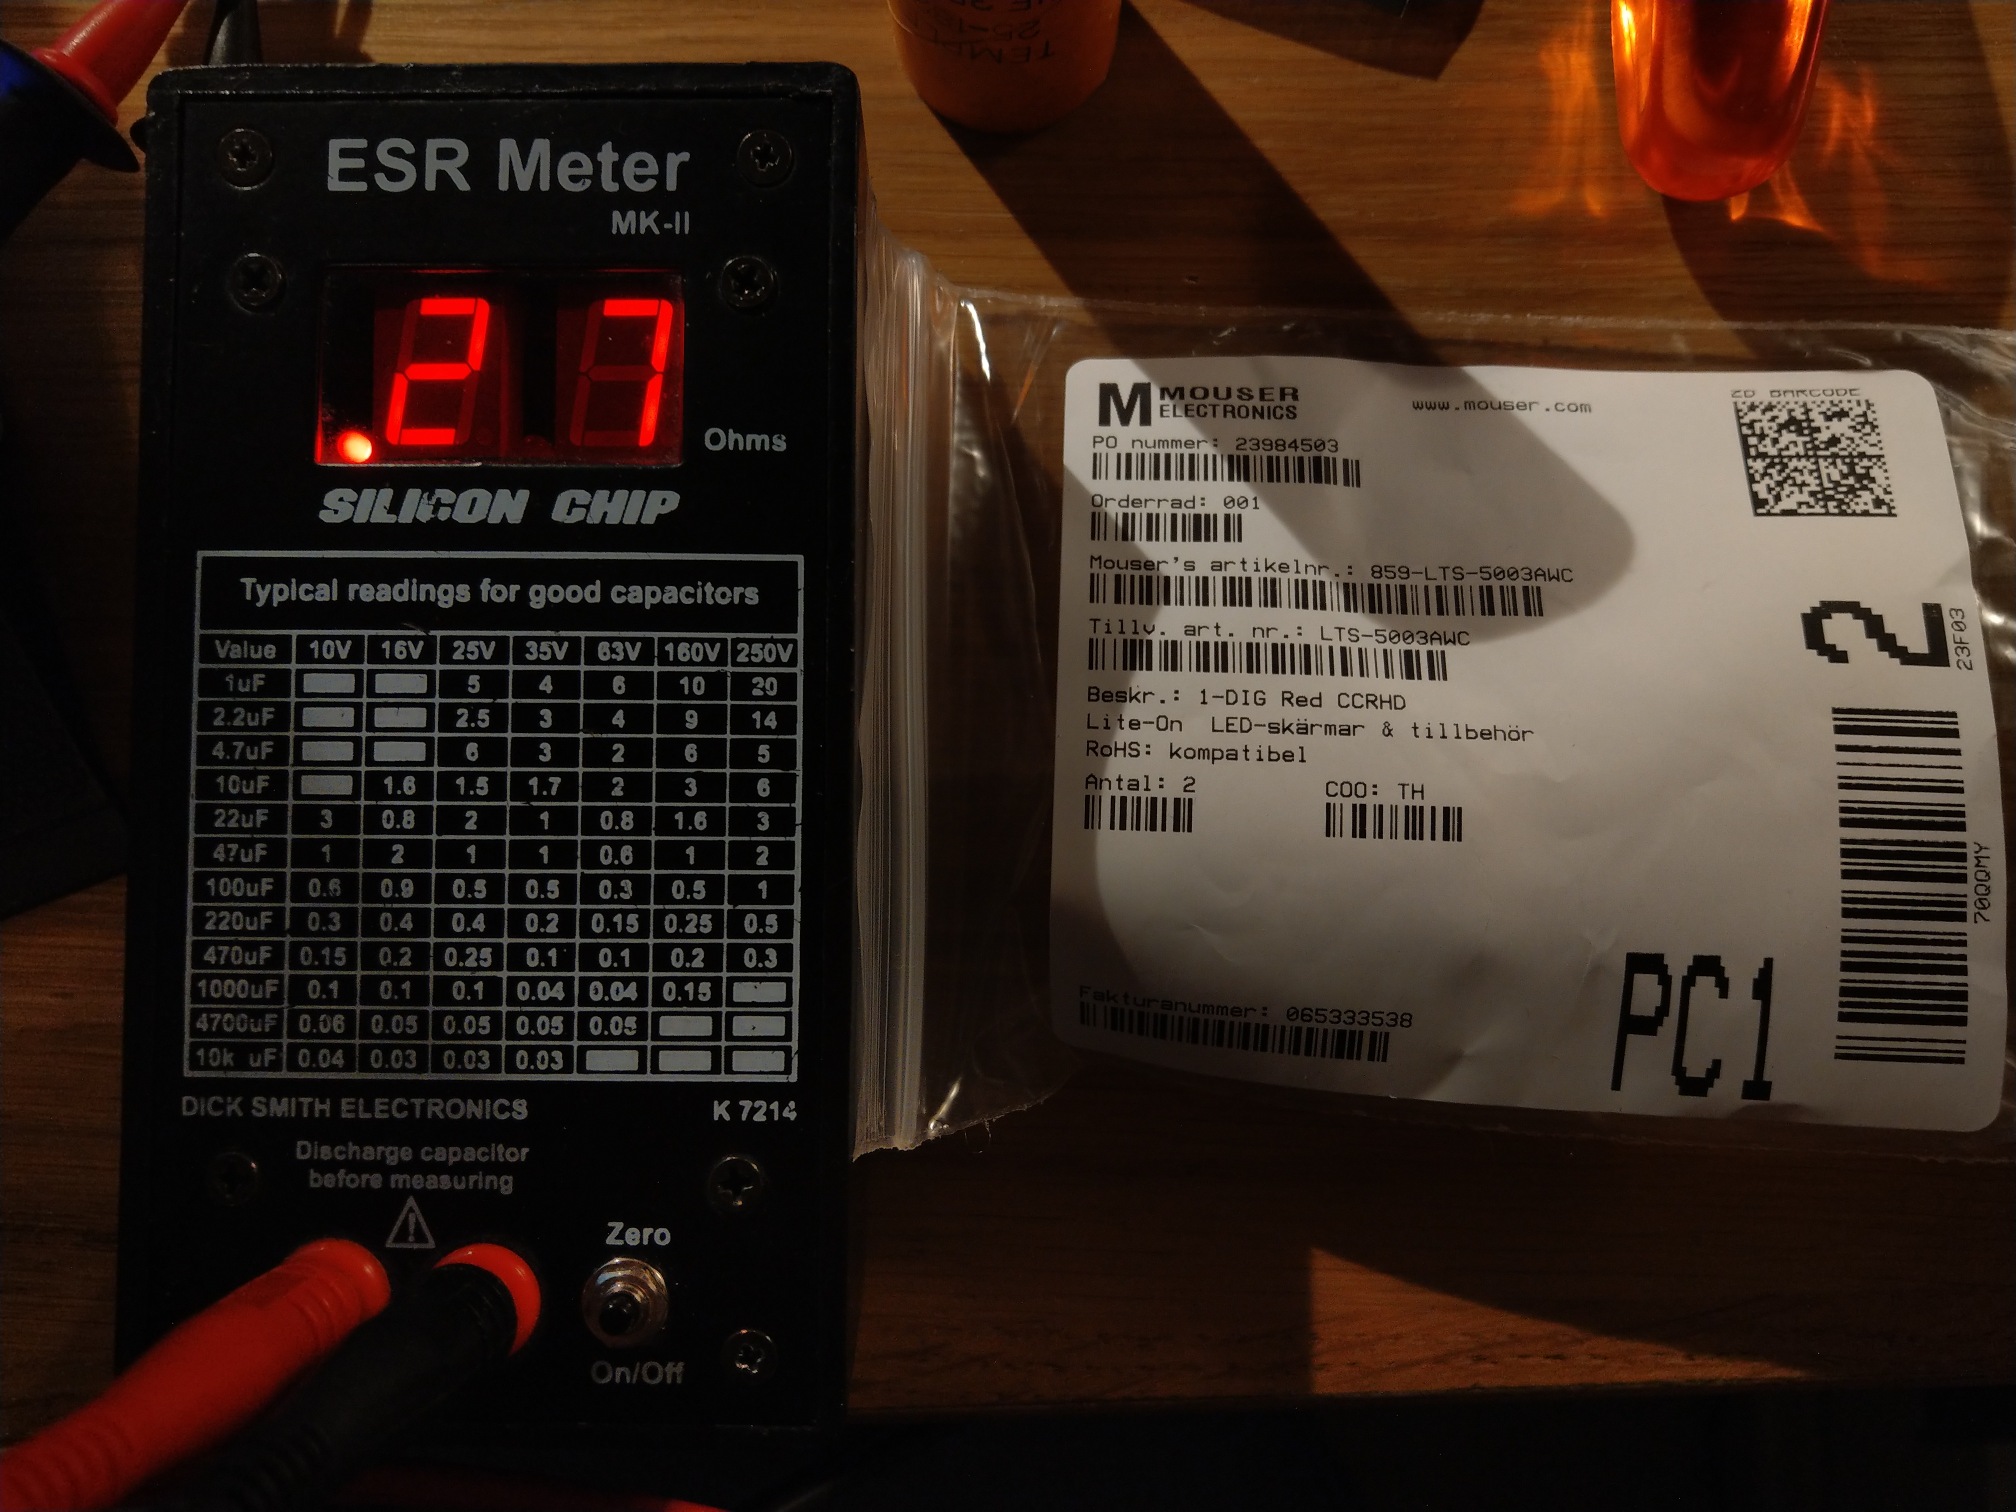 ESR Meter
MK-II
.27
Ohms
SILICON CHIP
Typical readings for good capacitors
Value 10V 16V 25V 35V 63V 160V 250V
1uF 5 4 6 10 20
2.2uF 2.5 3 4 9 14
4.7uF 6 3 2 6 5
10uF 1.6 1.5 1.7 2 3 6
22uF 3 0.8 2 1 0.8 1.6 3
47uF 1 2 1 1 0.6 1 2
100uF 0.6 0.9 0.5 0.5 0.3 0.5 1
220uF 0.3 0.4 0.4 0.2 0.15 0.25 0.5
470uF 0.15 0.2 0.25 0.1 0.1 0.2 0.3
1000uF 0.1 0.1 0.1 0.04 0.04 0.15
4700uF 0.06 0.05 0.05 0.05 0.05
10k uF 0.04 0.03 0.03 0.03
DICK SMITH ELECTRONICS K 7214
Discharge capacitor
before measuring
Zero
On/Off
M MOUSER
ELECTRONICS
www.mouser.com
2D BARCODE
PO nummer: 23984503
Orderrad: 001
Mouser's artikelnr.: 859-LTS-5003AWC
Tillv. art. nr.: LTS-5003AWC
Beskr.: 1-DIG Red CCRHD
Lite-On LED-skärmar & tillbehör
RoHS: kompatibel
Antal: 2 COO: TH
Fakturanummer: 065333538
PC1
2
23F03
70QQMY